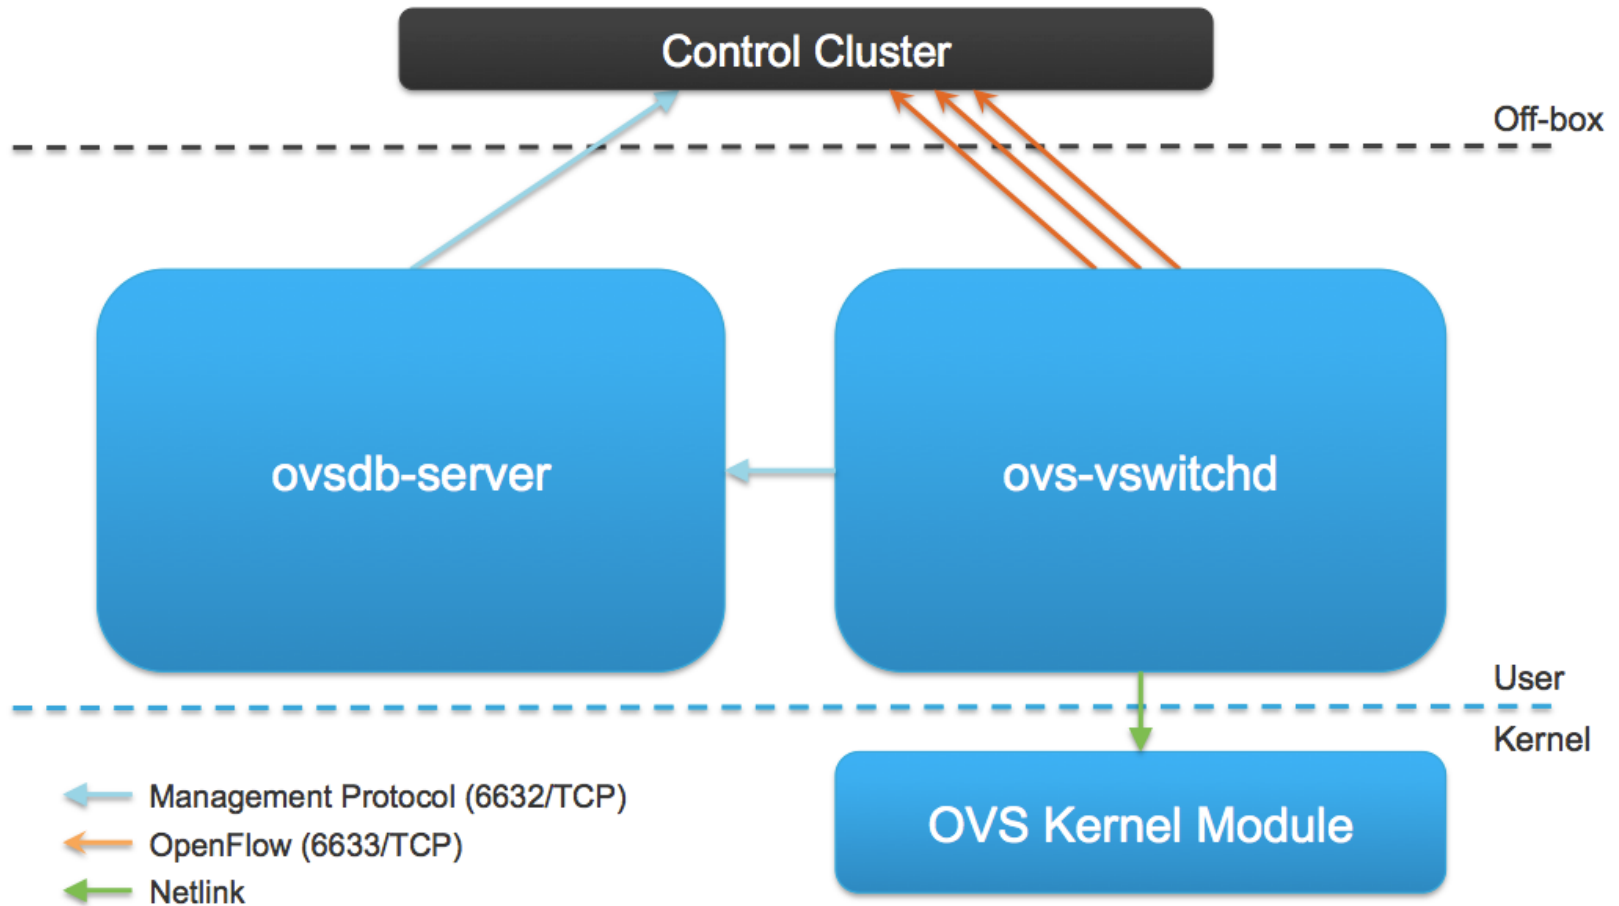 Control Cluster
Off-box
ovsdb-server
ovs-vswitchd
User
Kernel
Management Protocol (6632/TCP)
OpenFlow (6633/TCP)
Netlink
OVS Kernel Module